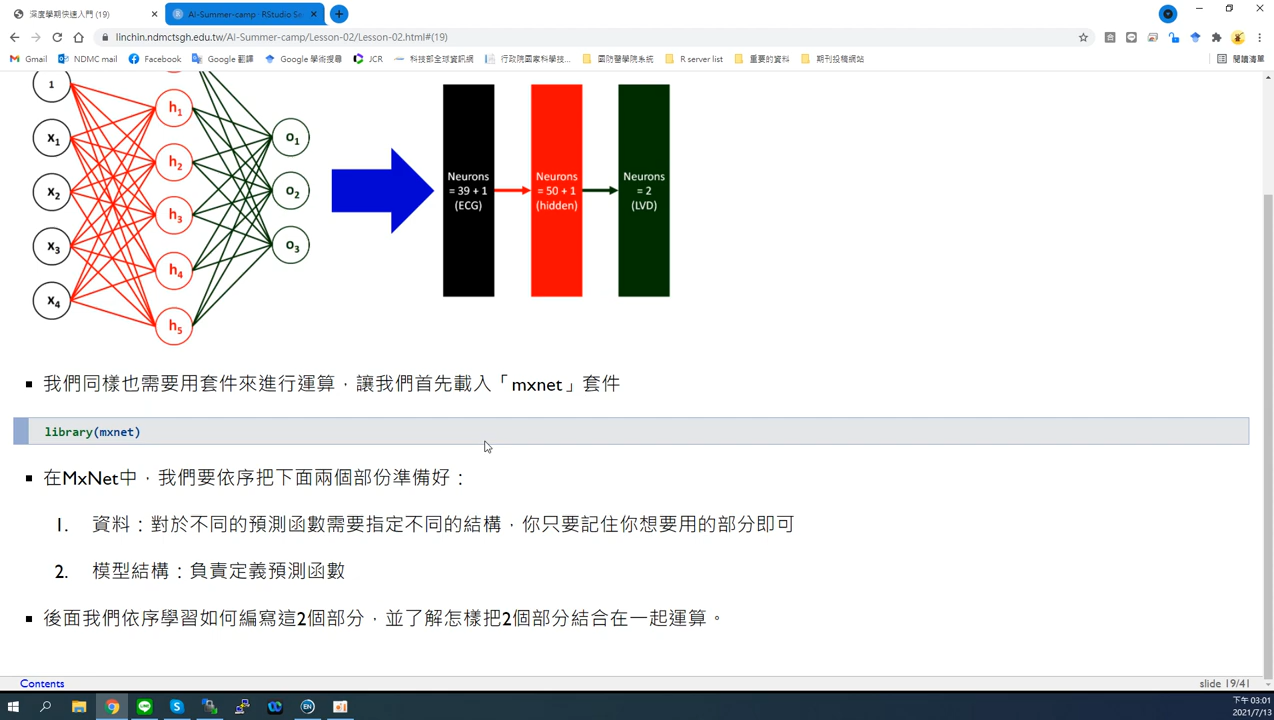 深度學期快速入門 (19)
AI-Summer-camp - RStudio Se
linchin.ndmctsgh.edu.tw/AI-Summer-camp/Lesson-02/Lesson-02.html#(19)
Gmail NDMC mail Facebook Google 翻譯 Google 學術搜尋 JCR 科技部全球資訊網 行政院國家科學技... 國防醫學院系統 R server list 重要的資料 期刊投稿網站 閱讀清單
1
x1
x2
x3
x4
h1
h2
h3
h4
h5
o1
o2
o3
Neurons
= 39 + 1
(ECG)
Neurons
= 50 + 1
(hidden)
Neurons
= 2
(LVD)
我們同樣也需要用套件來進行運算，讓我們首先載入「mxnet」套件
library(mxnet)
在MxNet中，我們要依序把下面兩個部份準備好：
1. 資料：對於不同的預測函數需要指定不同的結構，你只要記住你想要用的部分即可
2. 模型結構：負責定義預測函數
後面我們依序學習如何編寫這2個部分，並了解怎樣把2個部分結合在一起運算。
Contents
slide 19/41
下午 03:01
2021/7/13